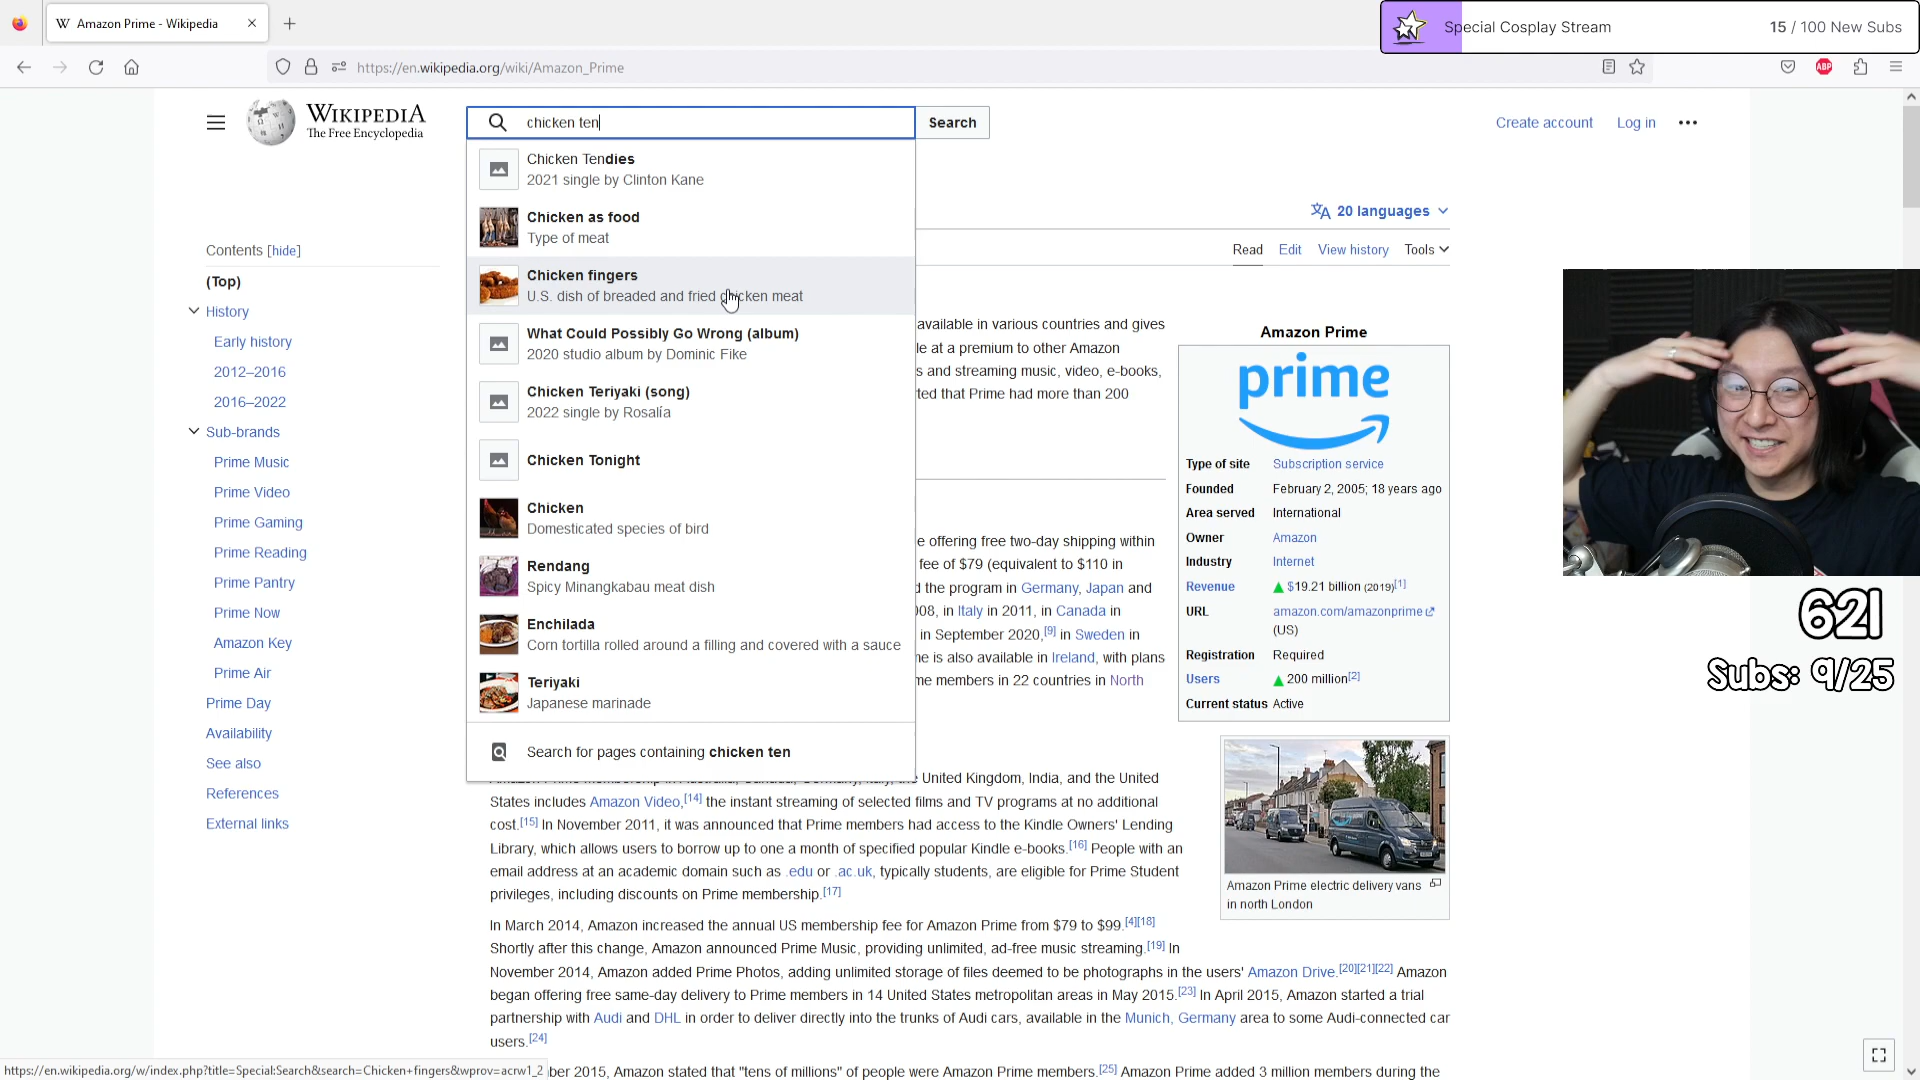 Amazon Prime - Wikipedia
Special Cosplay Stream
15 / 100 New Subs
https://en.wikipedia.org/wiki/Amazon_Prime
ABP
WIKIPEDIA
The Free Encyclopedia
chicken ten
Search
Create account
Log in
Chicken Tendies
2021 single by Clinton Kane
Chicken as food
Type of meat
Chicken fingers
U.S. dish of breaded and fried chicken meat
What Could Possibly Go Wrong (album)
2020 studio album by Dominic Fike
Chicken Teriyaki (song)
2022 single by Rosalía
Chicken Tonight
Chicken
Domesticated species of bird
Rendang
Spicy Minangkabau meat dish
Enchilada
Corn tortilla rolled around a filling and covered with a sauce
Teriyaki
Japanese marinade
Search for pages containing chicken ten
20 languages
Read
Edit
View history
Tools
Contents [hide]
(Top)
History
Early history
2012–2016
2016–2022
Sub-brands
Prime Music
Prime Video
Prime Gaming
Prime Reading
Prime Pantry
Prime Now
Amazon Key
Prime Air
Prime Day
Availability
See also
References
External links
available in various countries and gives
le at a premium to other Amazon
s and streaming music, video, e-books,
ted that Prime had more than 200
e offering free two-day shipping within
fee of $79 (equivalent to $110 in
d the program in Germany, Japan and
08, in Italy in 2011, in Canada in
in September 2020,[9] in Sweden in
ne is also available in Ireland, with plans
me members in 22 countries in North
United Kingdom, India, and the United
States includes Amazon Video,[14] the instant streaming of selected films and TV programs at no additional
cost.[15] In November 2011, it was announced that Prime members had access to the Kindle Owners' Lending
Library, which allows users to borrow up to one a month of specified popular Kindle e-books.[16] People with an
email address at an academic domain such as .edu or .ac.uk, typically students, are eligible for Prime Student
privileges, including discounts on Prime membership.[17]
In March 2014, Amazon increased the annual US membership fee for Amazon Prime from $79 to $99.[4][18]
Shortly after this change, Amazon announced Prime Music, providing unlimited, ad-free music streaming.[19] In
November 2014, Amazon added Prime Photos, adding unlimited storage of files deemed to be photographs in the users' Amazon Drive.[20][21][22] Amazon
began offering free same-day delivery to Prime members in 14 United States metropolitan areas in May 2015.[23] In April 2015, Amazon started a trial
partnership with Audi and DHL in order to deliver directly into the trunks of Audi cars, available in the Munich, Germany area to some Audi-connected car
users.[24]
ber 2015, Amazon stated that "tens of millions" of people were Amazon Prime members.[25] Amazon Prime added 3 million members during the
Amazon Prime
prime
Type of site Subscription service
Founded February 2, 2005; 18 years ago
Area served International
Owner Amazon
Industry Internet
Revenue $19.21 billion (2019)[1]
URL amazon.com/amazonprime
(US)
Registration Required
Users 200 million[2]
Current status Active
Amazon Prime electric delivery vans
in north London
621
Subs: 9/25
https://en.wikipedia.org/w/index.php?title=Special:Search&search=Chicken+fingers&wprov=acrw1_2